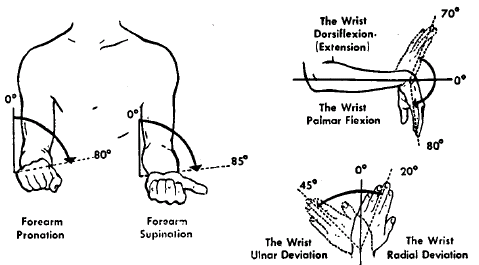 0°
80°
Forearm
Pronation
0°
85°
Forearm
Supination
The Wrist
Dorsiflexion-
(Extension)
70°
0°
The Wrist
Palmar Flexion
80°
45°
0°
20°
The Wrist
Ulnar Deviation
The Wrist
Radial Deviation